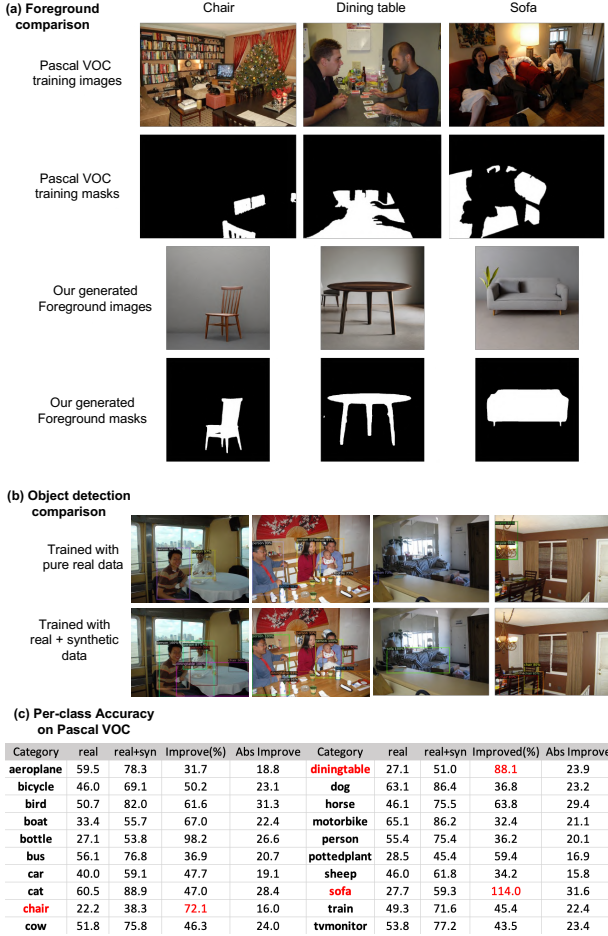 (a) Foreground
comparison
Chair
Dining table
Sofa
Pascal VOC
training images
Pascal VOC
training masks
Our generated
Foreground images
Our generated
Foreground masks
(b) Object detection
comparison
Trained with
pure real data
Trained with
real + synthetic
data
(c) Per-class Accuracy
on Pascal VOC
Category real real+syn Improve(%) Abs Improve Category real real+syn Improved(%) Abs Improve
aeroplane 59.5 78.3 31.7 18.8 diningtable 27.1 51.0 88.1 23.9
bicycle 46.0 69.1 50.2 23.1 dog 63.1 86.4 36.8 23.2
bird 50.7 82.0 61.6 31.3 horse 46.1 75.5 63.8 29.4
boat 33.4 55.7 67.0 22.4 motorbike 65.1 86.2 32.4 21.1
bottle 27.1 53.8 98.2 26.6 person 55.4 75.4 36.2 20.1
bus 56.1 76.8 36.9 20.7 pottedplant 28.5 45.4 59.4 16.9
car 40.0 59.1 47.7 19.1 sheep 46.0 61.8 34.2 15.8
cat 60.5 88.9 47.0 28.4 sofa 27.7 59.3 114.0 31.6
chair 22.2 38.3 72.1 16.0 train 49.3 71.6 45.4 22.4
cow 51.8 75.8 46.3 24.0 tvmonitor 53.8 77.2 43.5 23.4